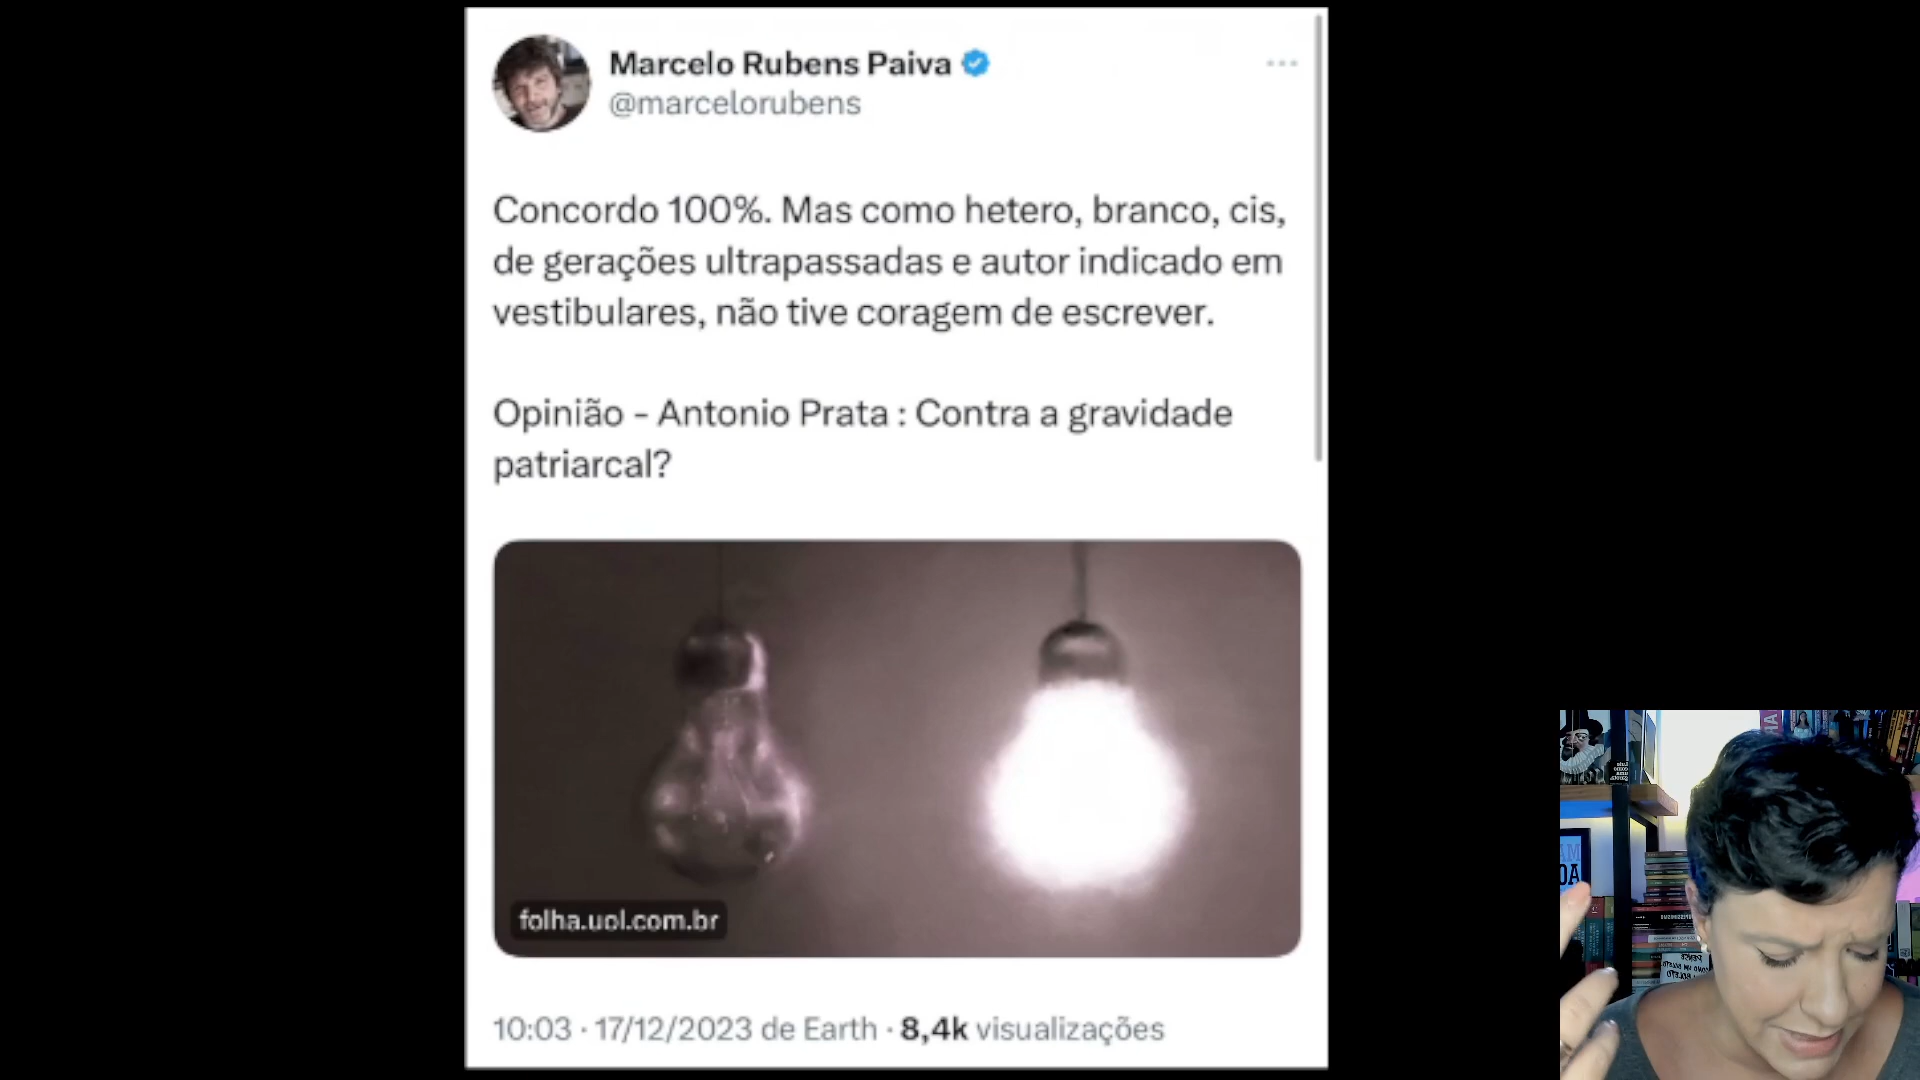 Marcelo Rubens Paiva
@marcelorubens
Concordo 100%. Mas como hetero, branco, cis,
de gerações ultrapassadas e autor indicado em
vestibulares, não tive coragem de escrever.
Opinião - Antonio Prata : Contra a gravidade
patriarcal?
folha.uol.com.br
10:03 · 17/12/2023 de Earth · 8,4k visualizações